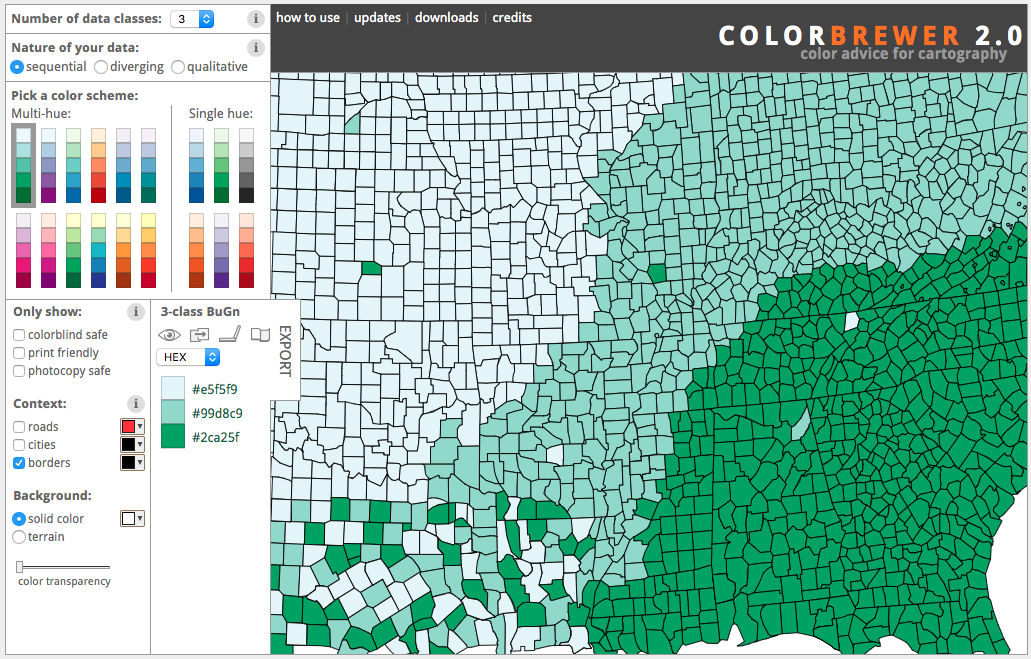 Number of data classes: 3 i
how to use | updates | downloads | credits
COLORBREWER 2.0
color advice for cartography
Nature of your data: i
sequential diverging qualitative
Pick a color scheme:
Multi-hue: Single hue:
Only show: i
colorblind safe
print friendly
photocopy safe
Context: i
roads
cities
borders
Background:
solid color
terrain
color transparency
3-class BuGn
EXPORT
HEX
#e5f5f9
#99d8c9
#2ca25f